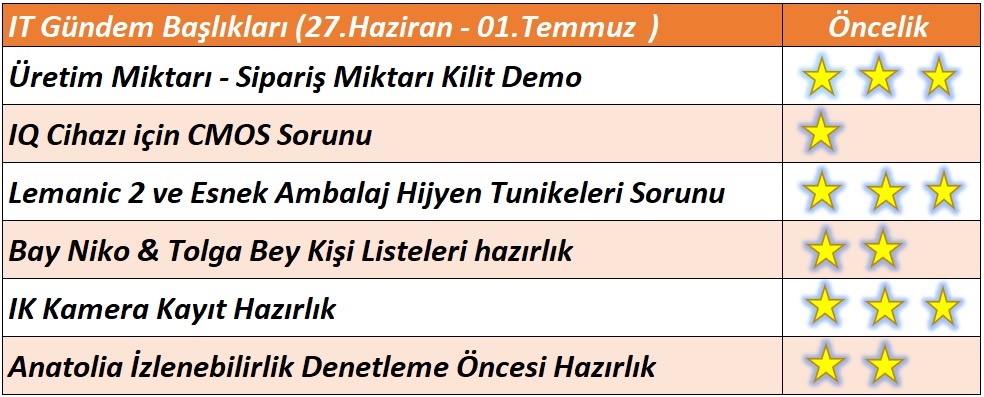 IT Gündem Başlıkları (27.Haziran - 01.Temmuz  ) Öncelik
Üretim Miktarı - Sipariş Miktarı Kilit Demo
IQ Cihazı için CMOS Sorunu
Lemanic 2 ve Esnek Ambalaj Hijyen Tunikeleri Sorunu
Bay Niko & Tolga Bey Kişi Listeleri hazırlık
IK Kamera Kayıt Hazırlık
Anatolia İzlenebilirlik Denetleme Öncesi Hazırlık